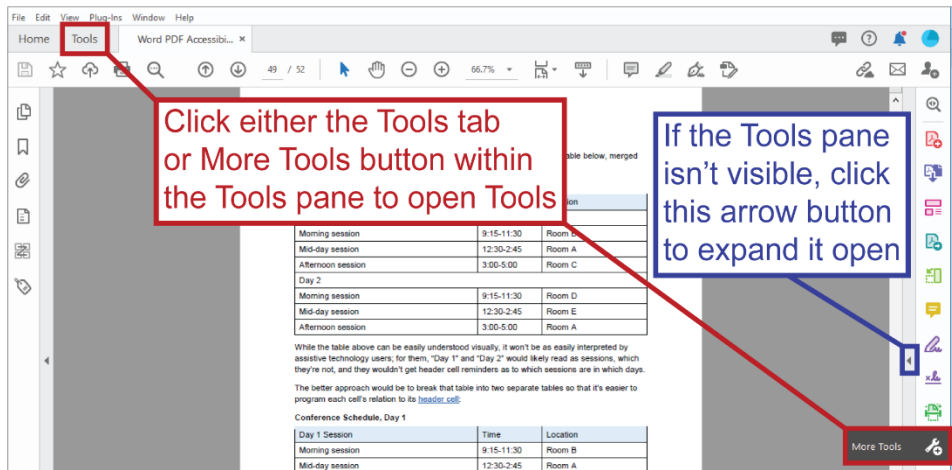 File Edit View Plug-Ins Window Help
Home Tools Word PDF Accessibi... ×
49 / 52 66.7%
Click either the Tools tab
or More Tools button within
the Tools pane to open Tools
If the Tools pane
isn't visible, click
this arrow button
to expand it open
able below, merged
ion
Morning session 9:15-11:30 Room
Mid-day session 12:30-2:45 Room A
Afternoon session 3:00-5:00 Room C
Day 2
Morning session 9:15-11:30 Room D
Mid-day session 12:30-2:45 Room E
Afternoon session 3:00-5:00 Room A
While the table above can be easily understood visually, it won't be as easily interpreted by
assistive technology users; for them, "Day 1" and "Day 2" would likely read as sessions, which
they're not, and they wouldn't get header cell reminders as to which sessions are in which days.
The better approach would be to break that table into two separate tables so that it's easier to
program each cell's relation to its header cell:
Conference Schedule, Day 1
Day 1 Session Time Location
Morning session 9:15-11:30 Room B
Mid-day session 12:30-2:45 Room A
More Tools